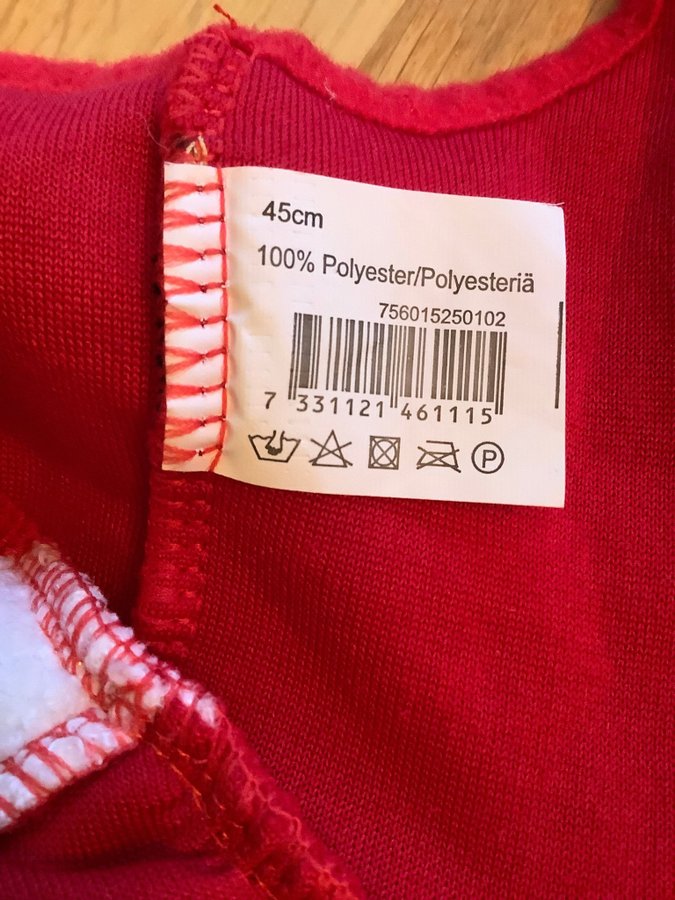 45cm
100% Polyester/Polyesteriä
756015250102
7 331121 461115
P